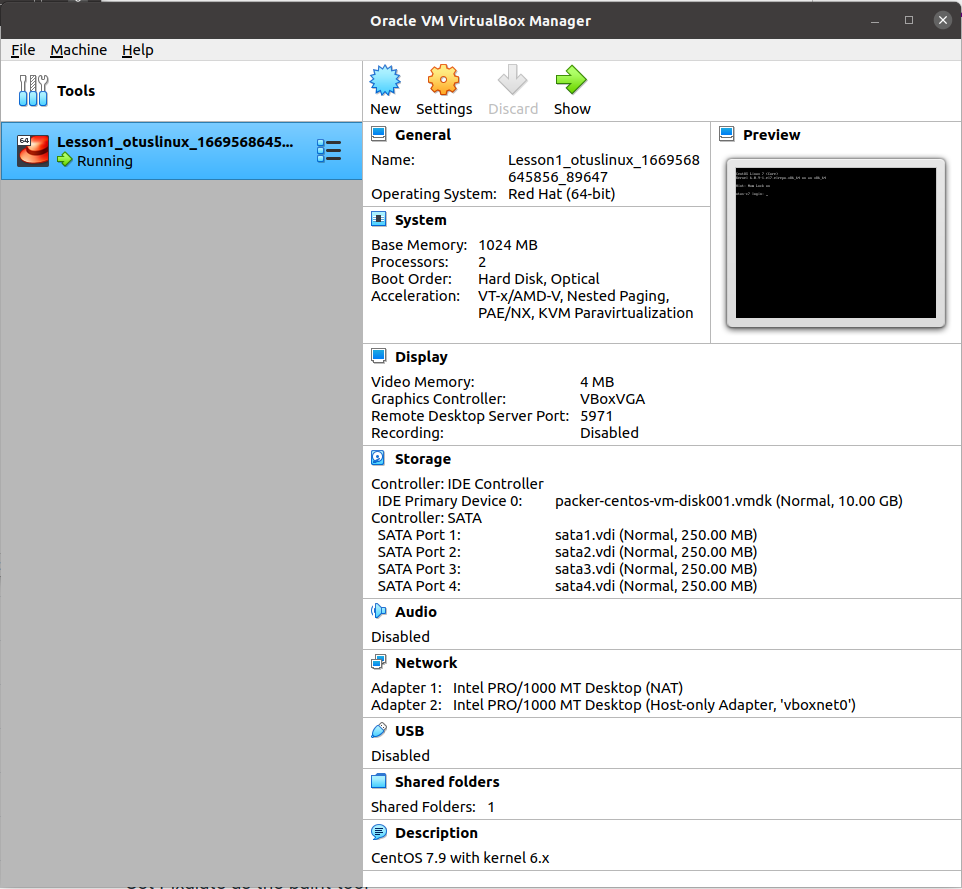 Oracle VM VirtualBox Manager
File Machine Help
Tools
New Settings Discard Show
64
Lesson1_otuslinux_1669568645...
Running
General
Name: Lesson1_otuslinux_1669568
645856_89647
Operating System: Red Hat (64-bit)
Preview
System
Base Memory: 1024 MB
Processors: 2
Boot Order: Hard Disk, Optical
Acceleration: VT-x/AMD-V, Nested Paging,
PAE/NX, KVM Paravirtualization
Display
Video Memory: 4 MB
Graphics Controller: VBoxVGA
Remote Desktop Server Port: 5971
Recording: Disabled
Storage
Controller: IDE Controller
IDE Primary Device 0: packer-centos-vm-disk001.vmdk (Normal, 10.00 GB)
Controller: SATA
SATA Port 1: sata1.vdi (Normal, 250.00 MB)
SATA Port 2: sata2.vdi (Normal, 250.00 MB)
SATA Port 3: sata3.vdi (Normal, 250.00 MB)
SATA Port 4: sata4.vdi (Normal, 250.00 MB)
Audio
Disabled
Network
Adapter 1: Intel PRO/1000 MT Desktop (NAT)
Adapter 2: Intel PRO/1000 MT Desktop (Host-only Adapter, 'vboxnet0')
USB
Disabled
Shared folders
Shared Folders: 1
Description
CentOS 7.9 with kernel 6.x